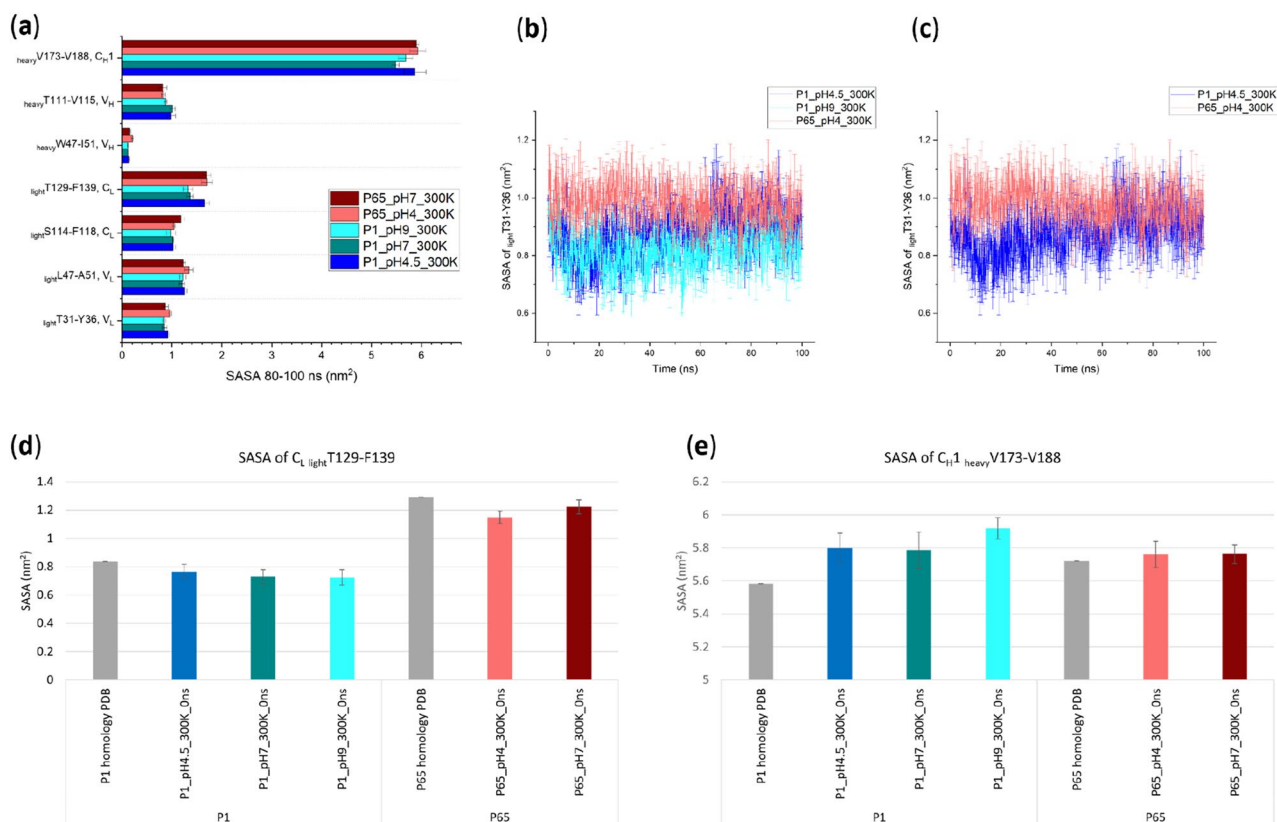 (a)
heavyV173-V188, CH1
heavyT111-V115, VH
heavyW47-I51, VH
lightT129-F139, CL
lightS114-F118, CL
lightL47-A51, VL
lightT31-Y36, VL
P65_pH7_300K
P65_pH4_300K
P1_pH9_300K
P1_pH7_300K
P1_pH4.5_300K
0 1 2 3 4 5 6
SASA 80-100 ns (nm²)
(b)
P1_pH4.5_300K
P1_pH9_300K
P65_pH4_300K
SASA of lightT31-Y36 (nm²)
1.2
1.0
0.8
0.6
0 20 40 60 80 100
Time (ns)
(c)
P1_pH4.5_300K
P65_pH4_300K
SASA of lightT31-Y36 (nm²)
1.2
1.0
0.8
0.6
0 20 40 60 80 100
Time (ns)
(d)
SASA of CL lightT129-F139
SASA (nm²)
1.4
1.2
1
0.8
0.6
0.4
0.2
0
P1 homology PDB
P1_pH4.5_300K_0ns
P1_pH7_300K_0ns
P1_pH9_300K_0ns
P65 homology PDB
P65_pH4_300K_0ns
P65_pH7_300K_0ns
P1 P65
(e)
SASA of CH1 heavyV173-V188
SASA (nm²)
6.2
6
5.8
5.6
5.4
5.2
5
P1 homology PDB
P1_pH4.5_300K_0ns
P1_pH7_300K_0ns
P1_pH9_300K_0ns
P65 homology PDB
P65_pH4_300K_0ns
P65_pH7_300K_0ns
P1 P65